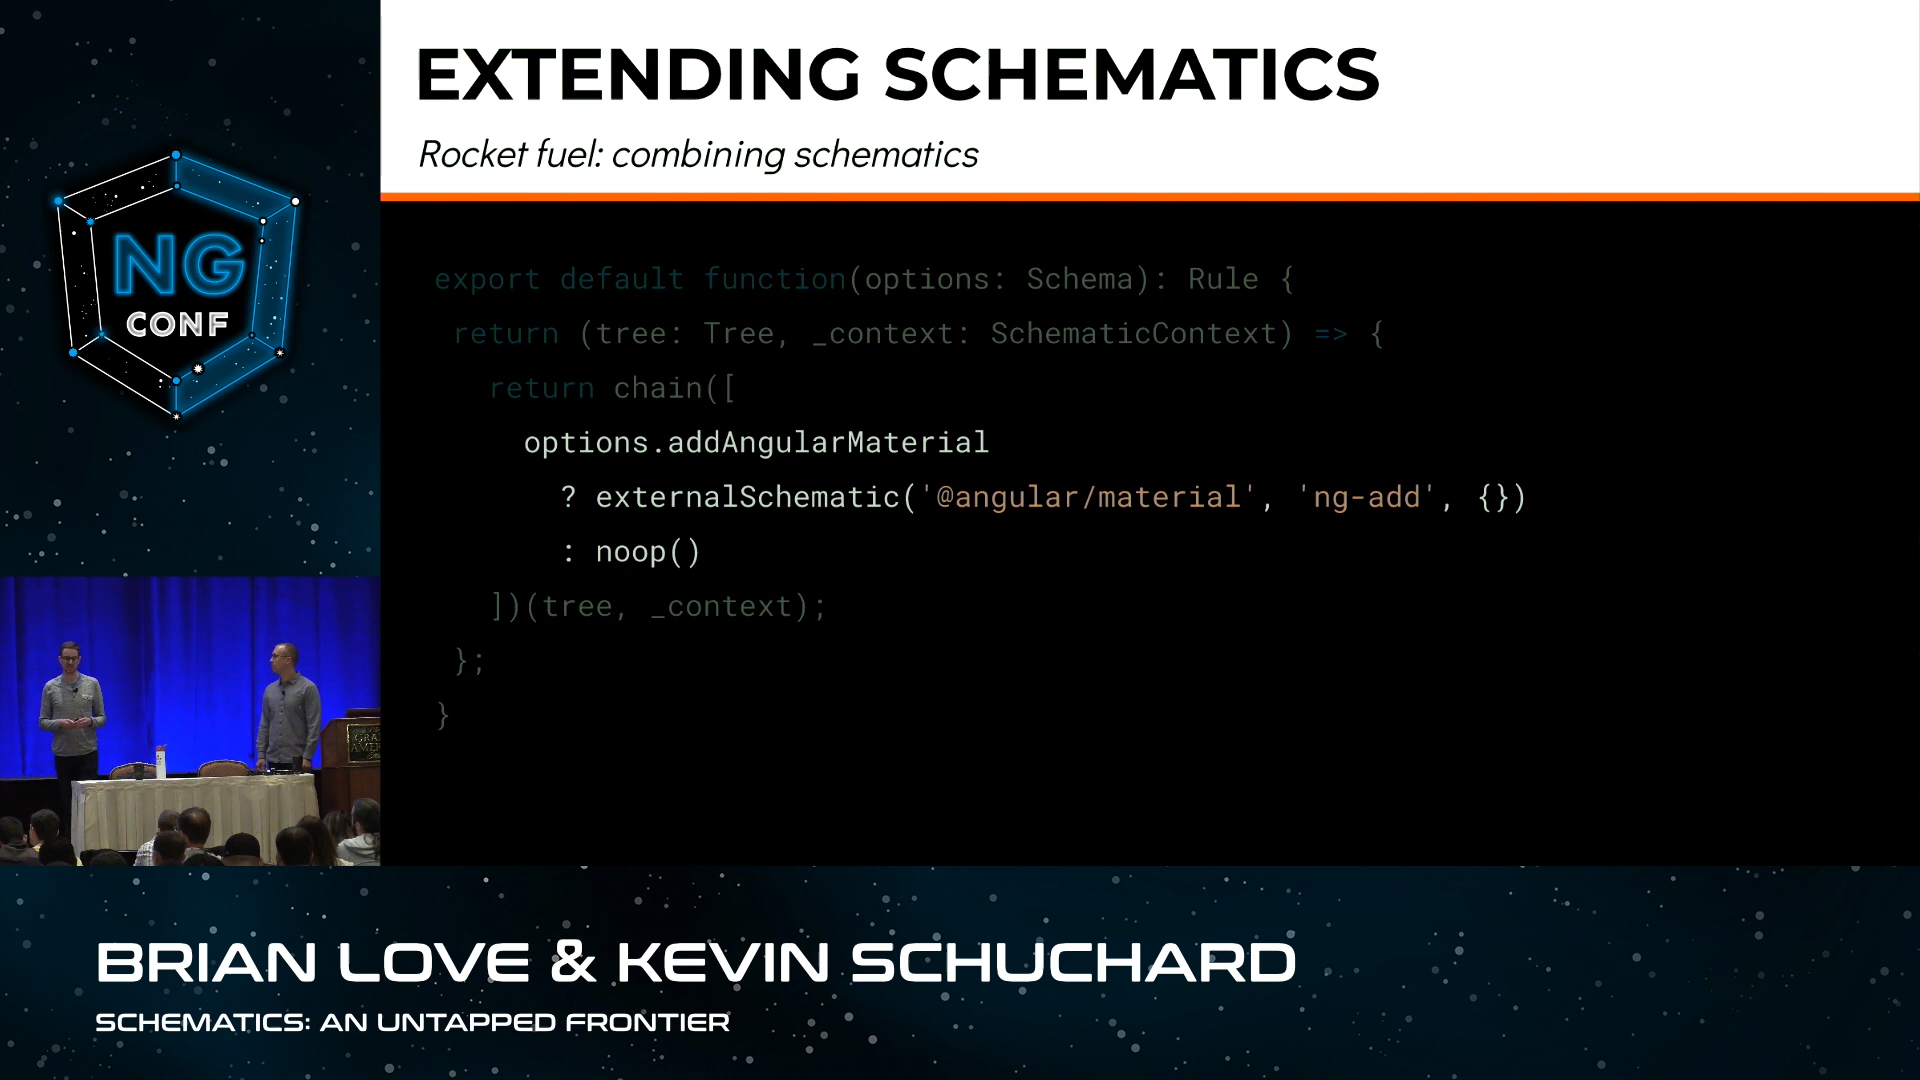 EXTENDING SCHEMATICS
Rocket fuel: combining schematics
NG
CONF
export default function(options: Schema): Rule {
return (tree: Tree, _context: SchematicContext) => {
return chain([
options.addAngularMaterial
? externalSchematic('@angular/material', 'ng-add', {})
: noop()
])(tree, _context);
};
}
BRIAN LOVE & KEVIN SCHUCHARD
SCHEMATICS: AN UNTAPPED FRONTIER